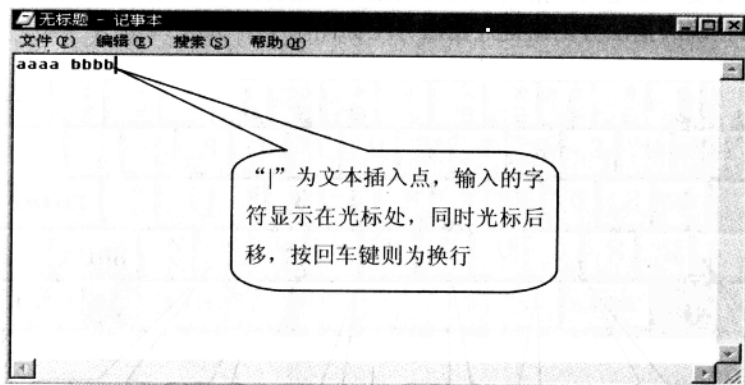 无标题 - 记事本
文件(F) 编辑(E) 搜索(S) 帮助(H)
aaaa bbbb
“|”为文本插入点，输入的字
符显示在光标处，同时光标后
移，按回车键则为换行